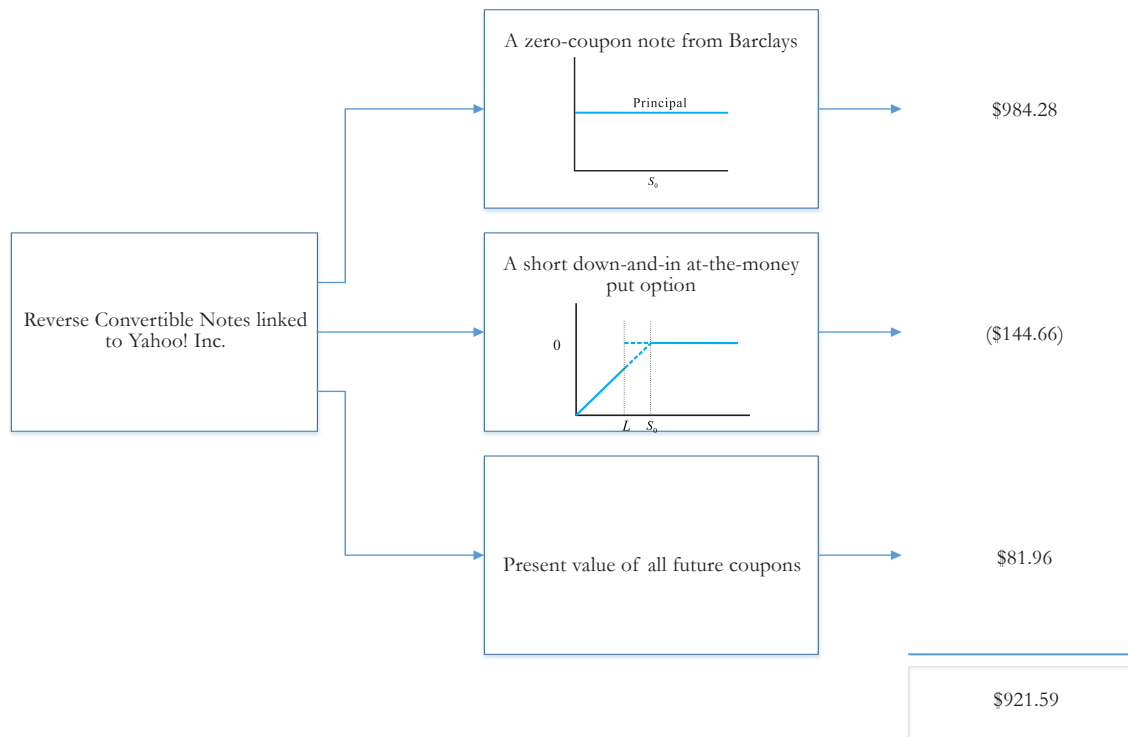 A zero-coupon note from Barclays
Principal
S₀
$984.28
Reverse Convertible Notes linked
to Yahoo! Inc.
A short down-and-in at-the-money
put option
0
L S₀
($144.66)
Present value of all future coupons
$81.96
$921.59